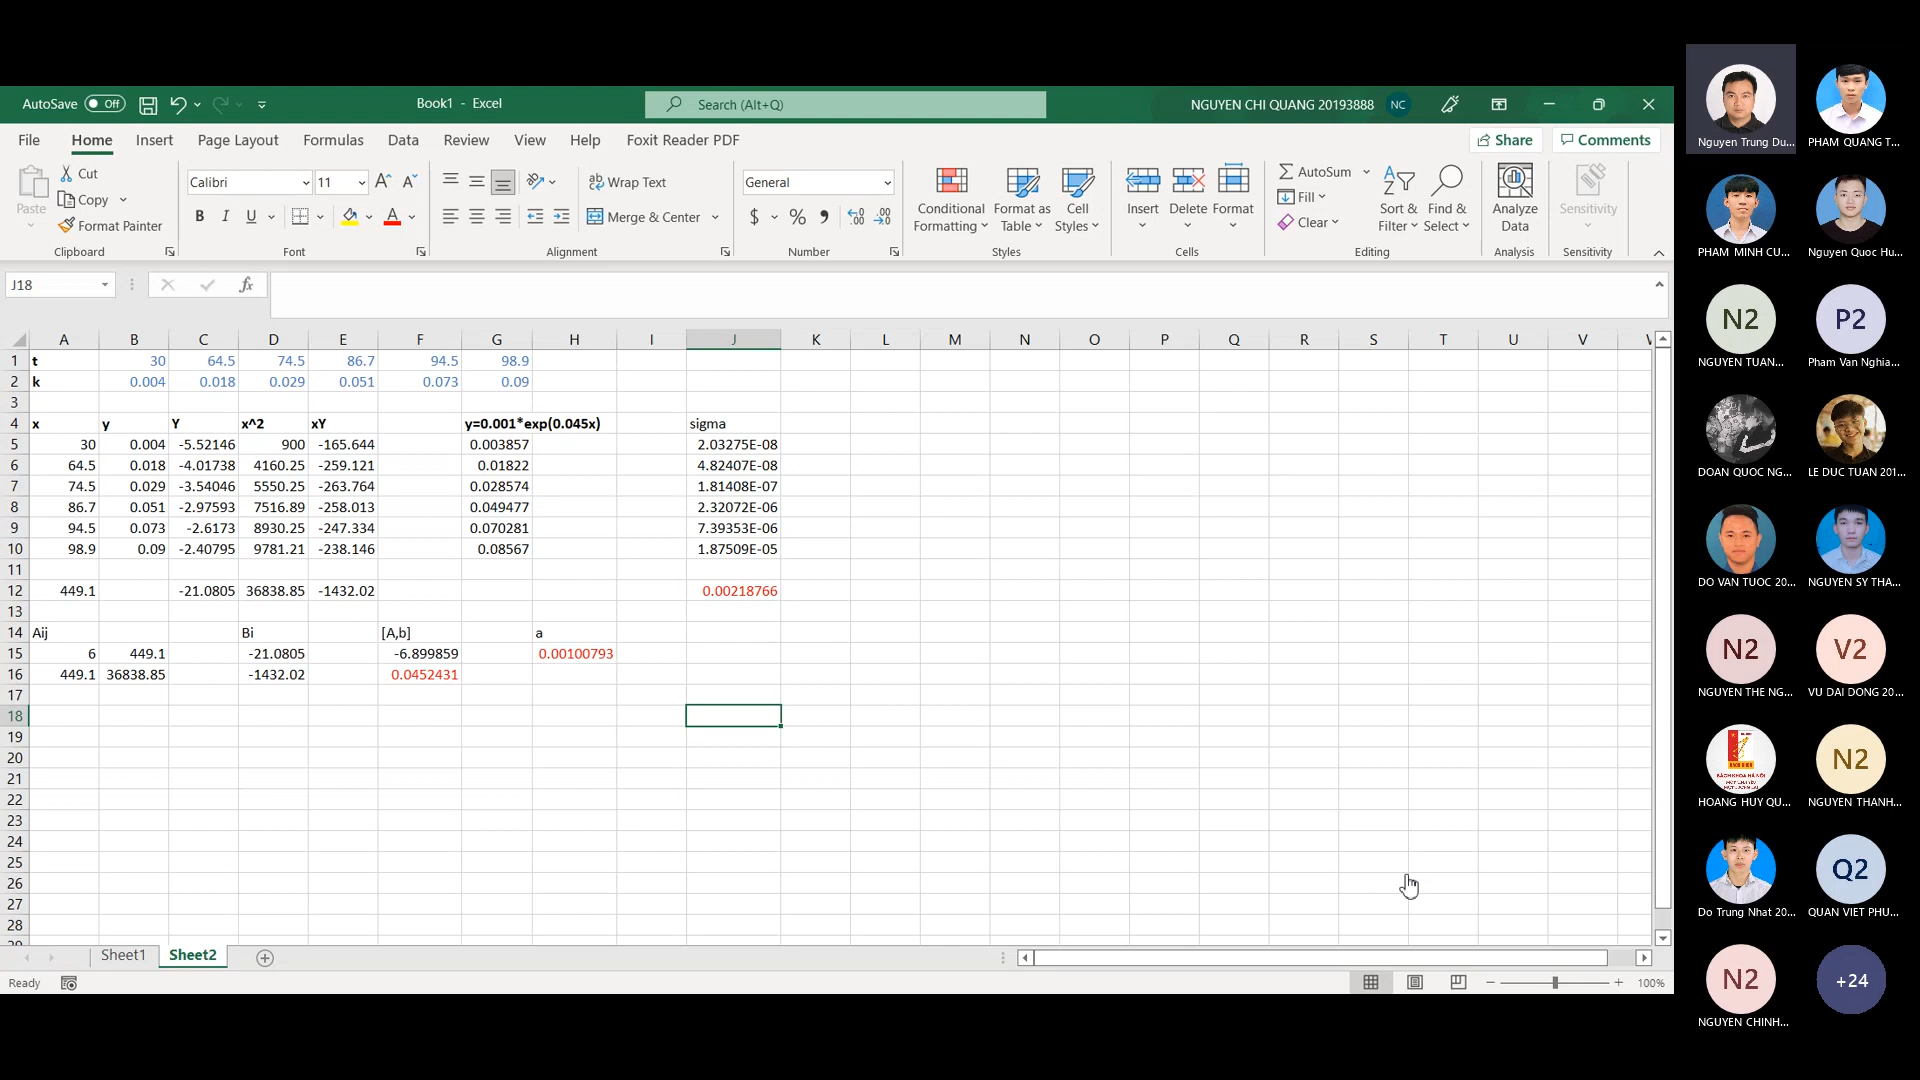 AutoSave Off Book1 - Excel Search (Alt+Q) NGUYEN CHI QUANG 20193888 NC
File Home Insert Page Layout Formulas Data Review View Help Foxit Reader PDF Share Comments
Paste Cut Copy Format Painter
Calibri 11 B I U A A A
Wrap Text Merge & Center
General $ % ,
Conditional Formatting Format as Table Cell Styles
Insert Delete Format
AutoSum Fill Clear Sort & Filter Find & Select
Analyze Data Sensitivity
Clipboard Font Alignment Number Styles Cells Editing Analysis Sensitivity
J18 fx
A B C D E F G H I J K L M N O P Q R S T U V
1 t 30 64.5 74.5 86.7 94.5 98.9
2 k 0.004 0.018 0.029 0.051 0.073 0.09
3
4 x y Y x^2 xY y=0.001*exp(0.045x) sigma
5 30 0.004 -5.52146 900 -165.644 0.003857 2.03275E-08
6 64.5 0.018 -4.01738 4160.25 -259.121 0.01822 4.82407E-08
7 74.5 0.029 -3.54046 5550.25 -263.764 0.028574 1.81408E-07
8 86.7 0.051 -2.97593 7516.89 -258.013 0.049477 2.32072E-06
9 94.5 0.073 -2.6173 8930.25 -247.334 0.070281 7.39353E-06
10 98.9 0.09 -2.40795 9781.21 -238.146 0.08567 1.87509E-05
11
12 449.1 -21.0805 36838.85 -1432.02 0.00218766
13
14 Aij Bi [A,b] a
15 6 449.1 -21.0805 -6.899859 0.00100793
16 449.1 36838.85 -1432.02 0.0452431
17
18
19
20
21
22
23
24
25
26
27
28
Sheet1 Sheet2
Ready 100%
Nguyen Trung Du... PHAM QUANG T...
PHAM MINH CU... Nguyen Quoc Hu...
N2 P2
NGUYEN TUAN... Pham Van Nghia...
DOAN QUOC NG... LE DUC TUAN 201...
DO VAN TUOC 20... NGUYEN SY THA...
N2 V2
NGUYEN THE NG... VU DAI DONG 20...
N2
HOANG HUY QU... NGUYEN THANH...
Q2
Do Trung Nhat 20... QUAN VIET PHU...
N2 +24
NGUYEN CHINH...